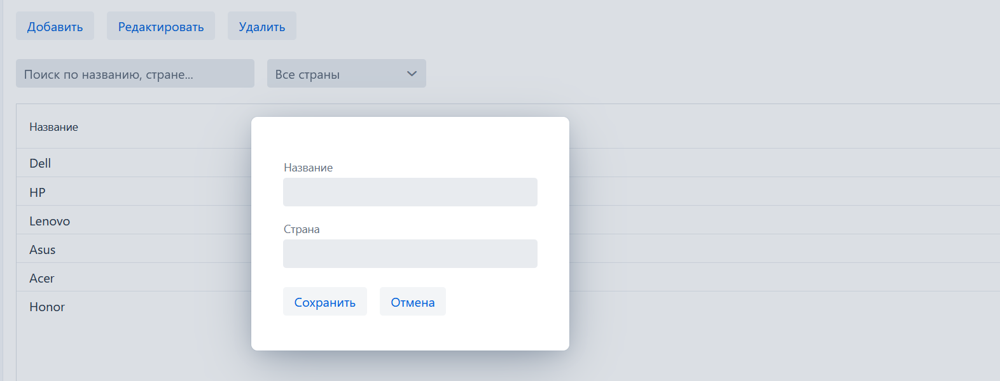 Добавить Редактировать Удалить
Поиск по названию, стране... Все страны
Название
Dell
HP
Lenovo
Asus
Acer
Honor
Название
Страна
Сохранить Отмена